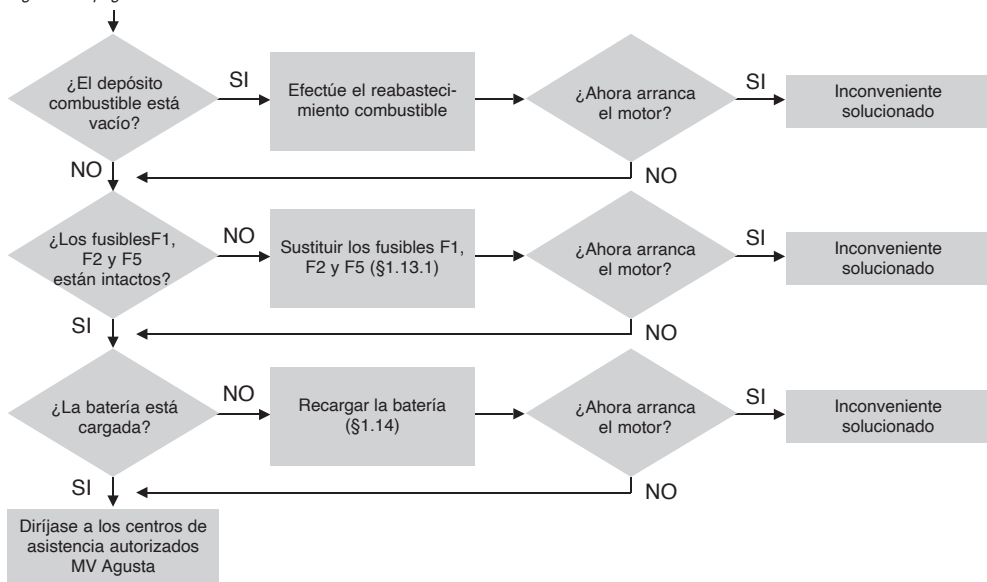 ¿El depósito
combustible está
vacío?
SI
Efectúe el reabasteci-
miento combustible
¿Ahora arranca
el motor?
SI
Inconveniente
solucionado
NO
NO
¿Los fusiblesF1,
F2 y F5
están intactos?
NO
Sustituir los fusibles F1,
F2 y F5 (§1.13.1)
¿Ahora arranca
el motor?
SI
Inconveniente
solucionado
SI
NO
¿La batería está
cargada?
NO
Recargar la batería
(§1.14)
¿Ahora arranca
el motor?
SI
Inconveniente
solucionado
SI
NO
Diríjase a los centros de
asistencia autorizados
MV Agusta